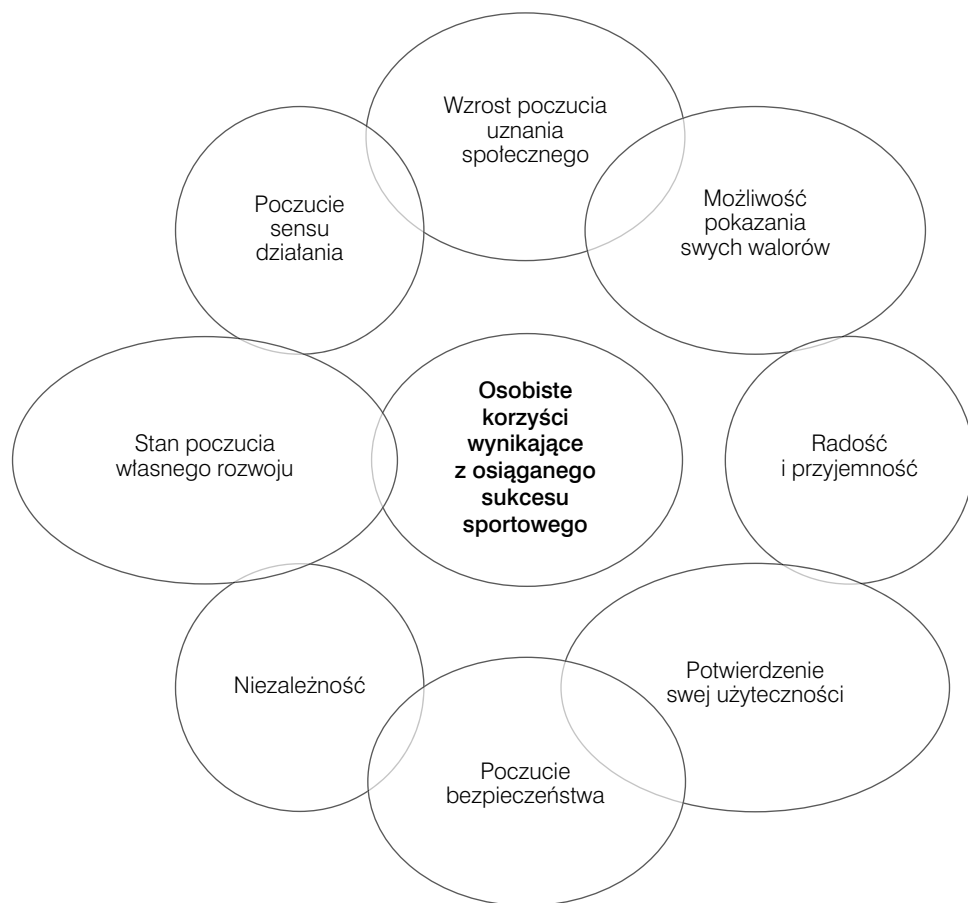 Wzrost poczucia
uznania
społecznego
Możliwość
pokazania
swych walorów
Poczucie
sensu
działania
Osobiste
korzyści
wynikające
z osiąganego
sukcesu
sportowego
Stan poczucia
własnego rozwoju
Radość
i przyjemność
Niezależność
Potwierdzenie
swej użyteczności
Poczucie
bezpieczeństwa